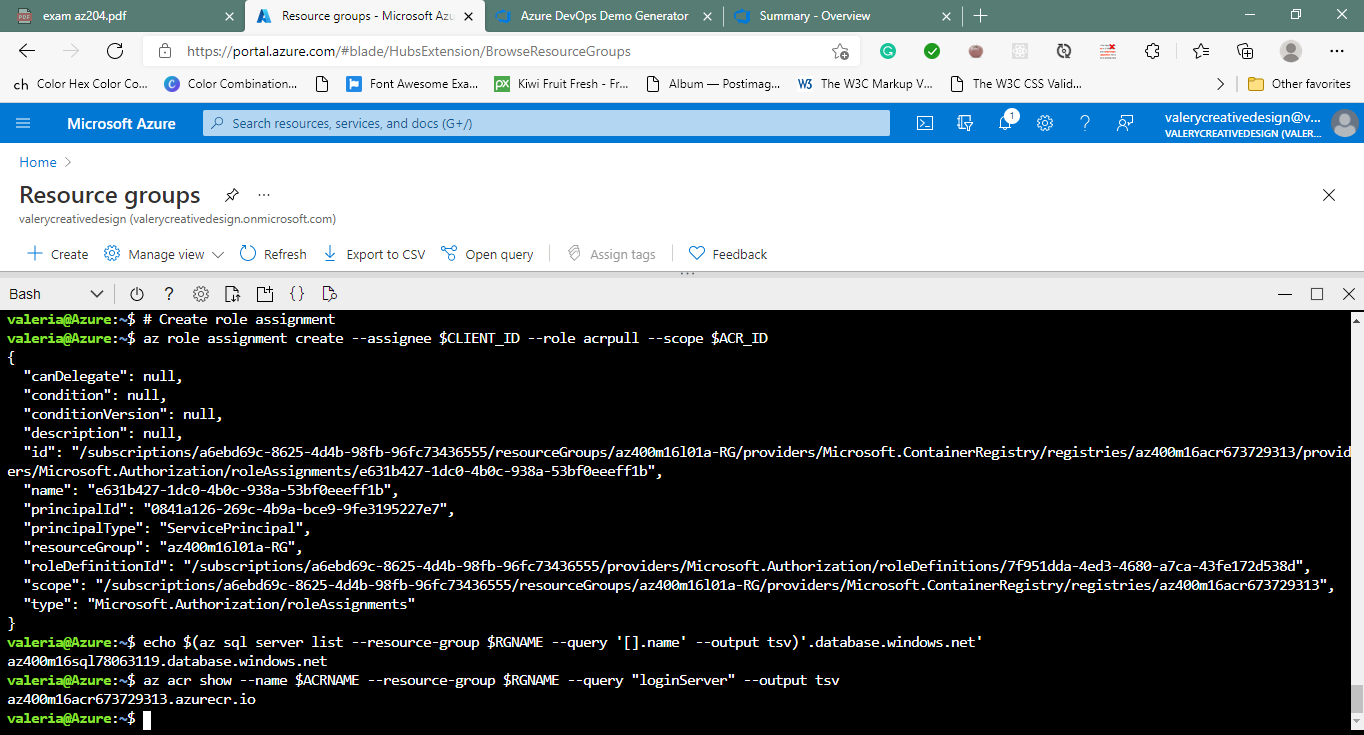 exam az204.pdf
Resource groups - Microsoft Azu
Azure DevOps Demo Generator
Summary - Overview
https://portal.azure.com/#blade/HubsExtension/BrowseResourceGroups
ch Color Hex Color Co...
C Color Combination...
Font Awesome Exa...
px Kiwi Fruit Fresh - Fr...
Album — Postimag...
W3 The W3C Markup V...
The W3C CSS Valid...
Other favorites
Microsoft Azure
Search resources, services, and docs (G+/)
1
valerycreativedesign@v...
VALERYCREATIVEDESIGN (VALER...
Home >
Resource groups
...
valerycreativedesign (valerycreativedesign.onmicrosoft.com)
Create
Manage view
Refresh
Export to CSV
Open query
Assign tags
Feedback
Bash
?
{}
valeria@Azure:~$ # Create role assignment
valeria@Azure:~$ az role assignment create --assignee $CLIENT_ID --role acrpull --scope $ACR_ID
{
"canDelegate": null,
"condition": null,
"conditionVersion": null,
"description": null,
"id": "/subscriptions/a6ebd69c-8625-4d4b-98fb-96fc73436555/resourceGroups/az400m16l01a-RG/providers/Microsoft.ContainerRegistry/registries/az400m16acr673729313/provid
ers/Microsoft.Authorization/roleAssignments/e631b427-1dc0-4b0c-938a-53bf0eeeff1b",
"name": "e631b427-1dc0-4b0c-938a-53bf0eeeff1b",
"principalId": "0841a126-269c-4b9a-bce9-9fe3195227e7",
"principalType": "ServicePrincipal",
"resourceGroup": "az400m16l01a-RG",
"roleDefinitionId": "/subscriptions/a6ebd69c-8625-4d4b-98fb-96fc73436555/providers/Microsoft.Authorization/roleDefinitions/7f951dda-4ed3-4680-a7ca-43fe172d538d",
"scope": "/subscriptions/a6ebd69c-8625-4d4b-98fb-96fc73436555/resourceGroups/az400m16l01a-RG/providers/Microsoft.ContainerRegistry/registries/az400m16acr673729313",
"type": "Microsoft.Authorization/roleAssignments"
}
valeria@Azure:~$ echo $(az sql server list --resource-group $RGNAME --query '[].name' --output tsv)'.database.windows.net'
az400m16sql78063119.database.windows.net
valeria@Azure:~$ az acr show --name $ACRNAME --resource-group $RGNAME --query "loginServer" --output tsv
az400m16acr673729313.azurecr.io
valeria@Azure:~$